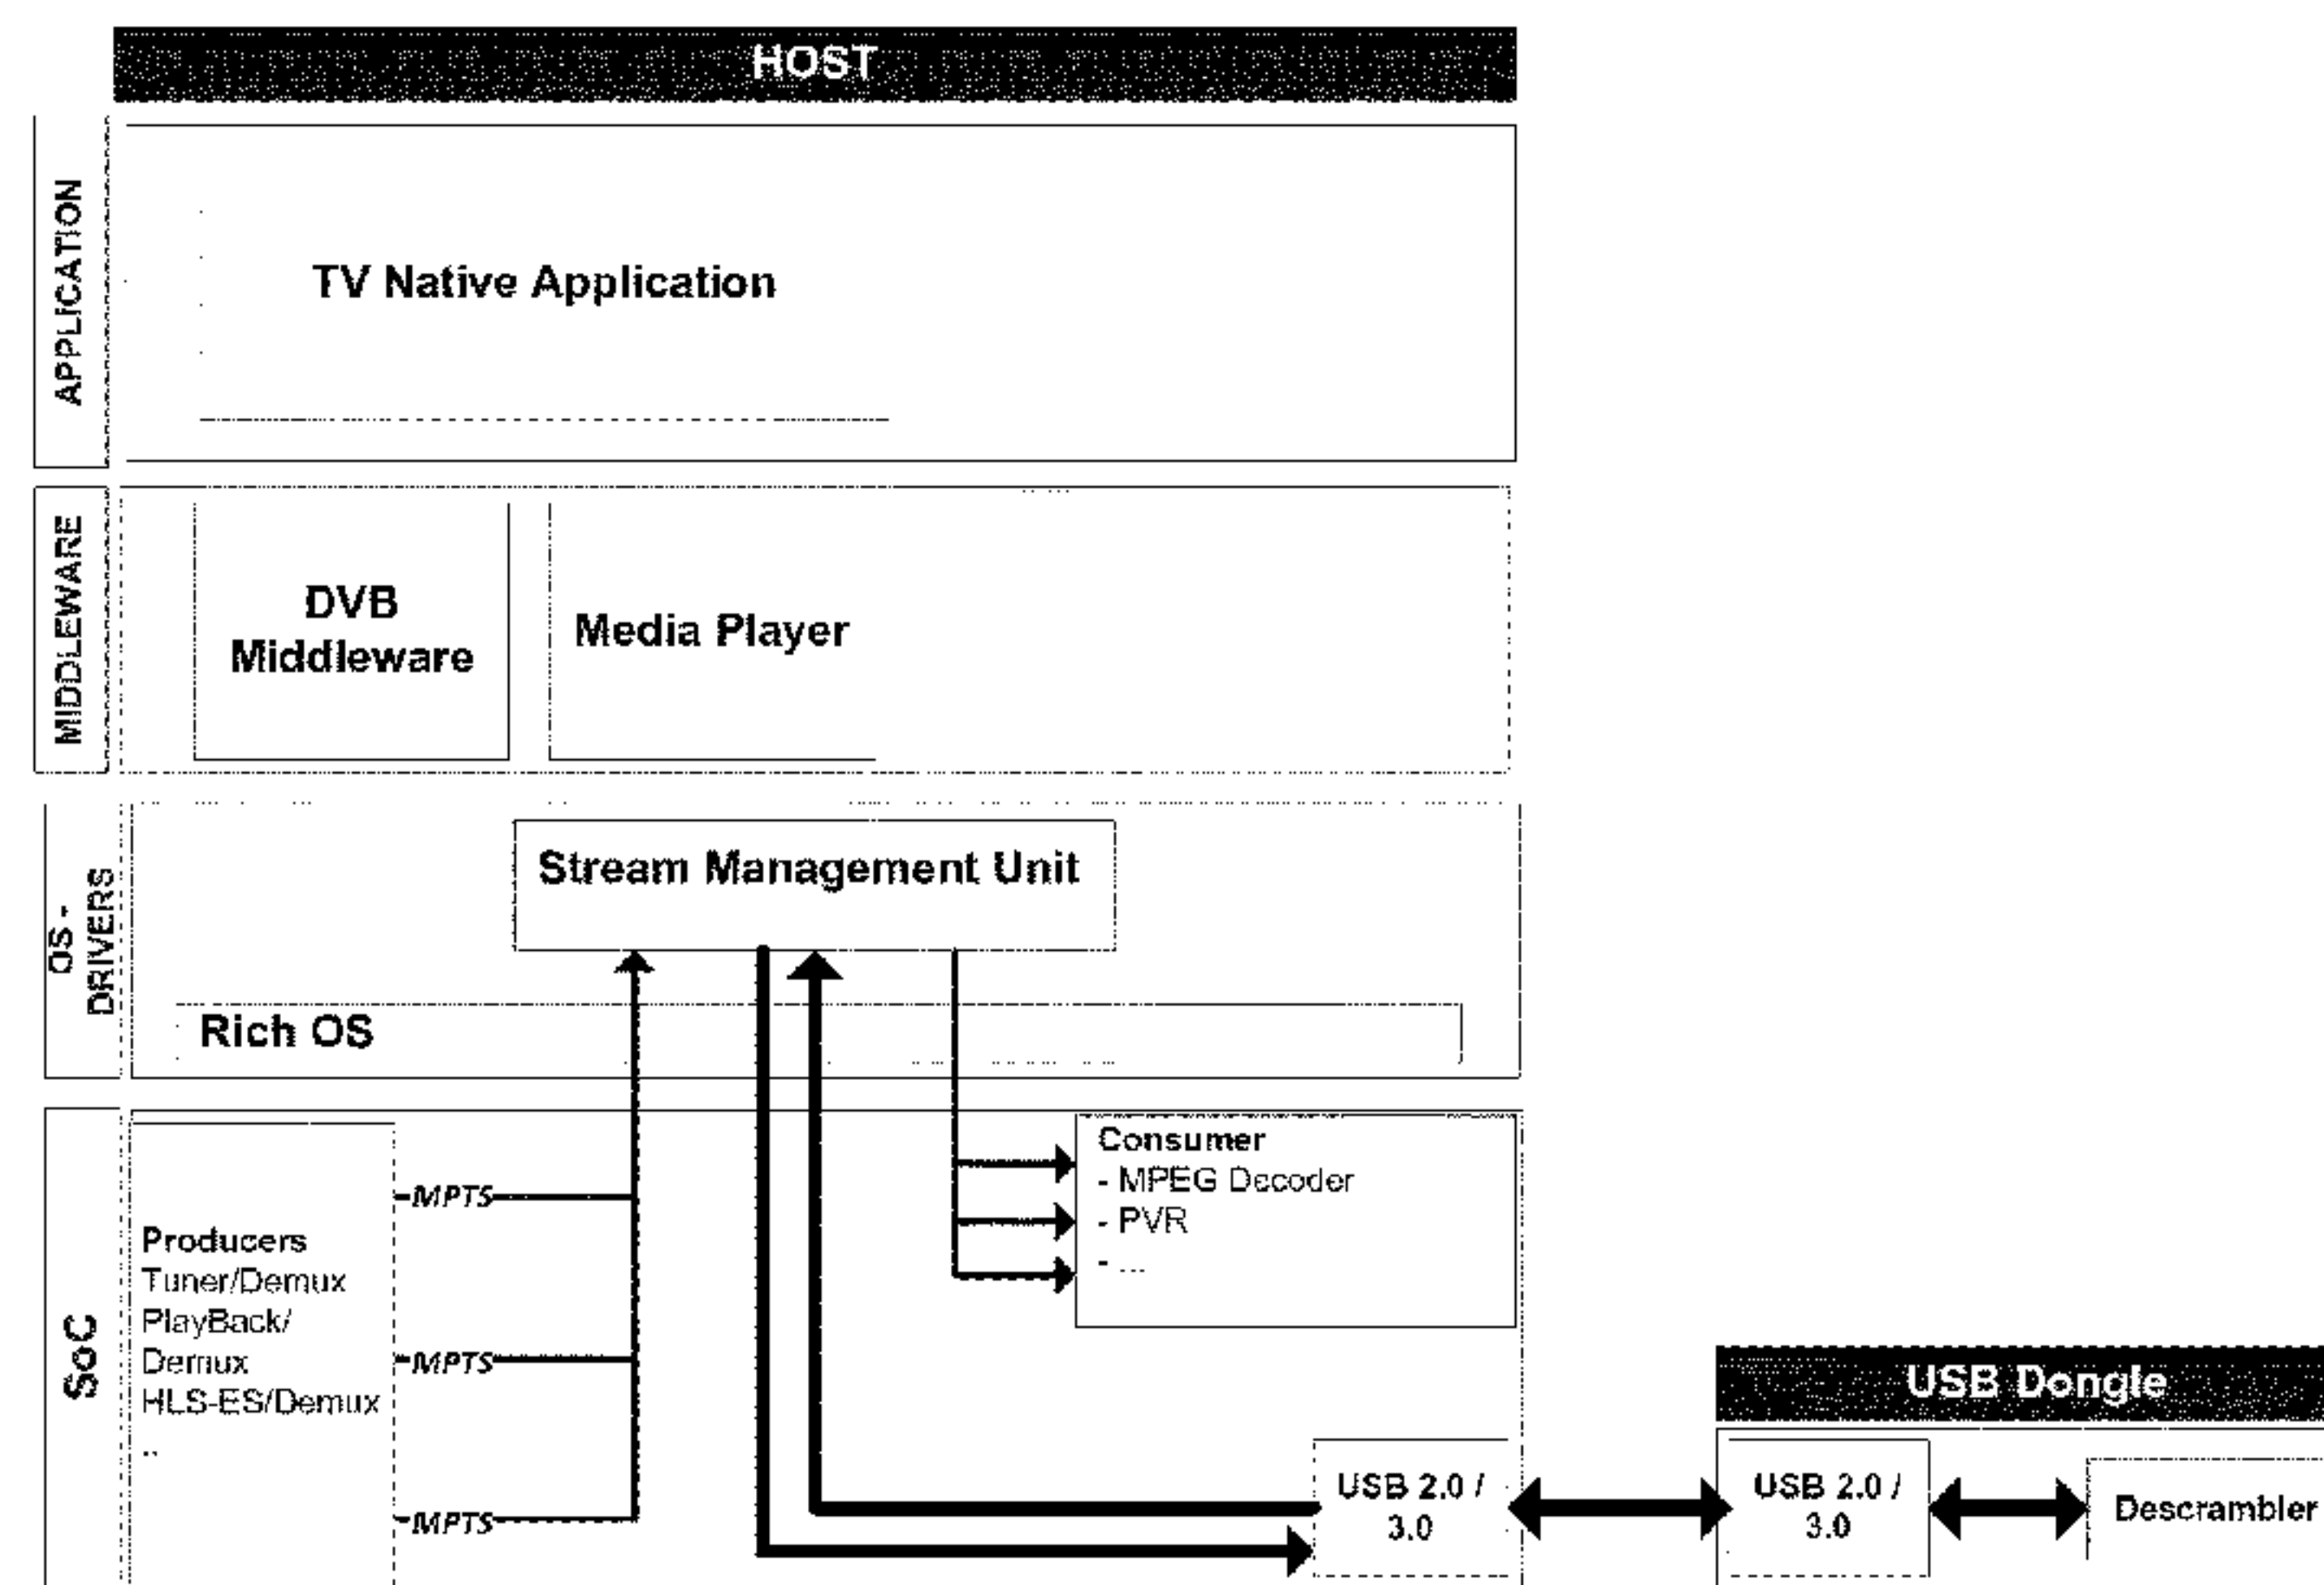 HOST
APPLICATION
TV Native Application
MIDDLEWARE
DVB
Middleware
Media Player
OS -
DRIVERS
Stream Management Unit
Rich OS
SoC
Producers
Tuner/Demux
PlayBack/
Demux
HLS-ES/Demux
..
MPTS
MPTS
MPTS
Consumer
- MPEG Decoder
- PVR
- ...
USB 2.0 /
3.0
USB Dongle
USB 2.0 /
3.0
Descrambler